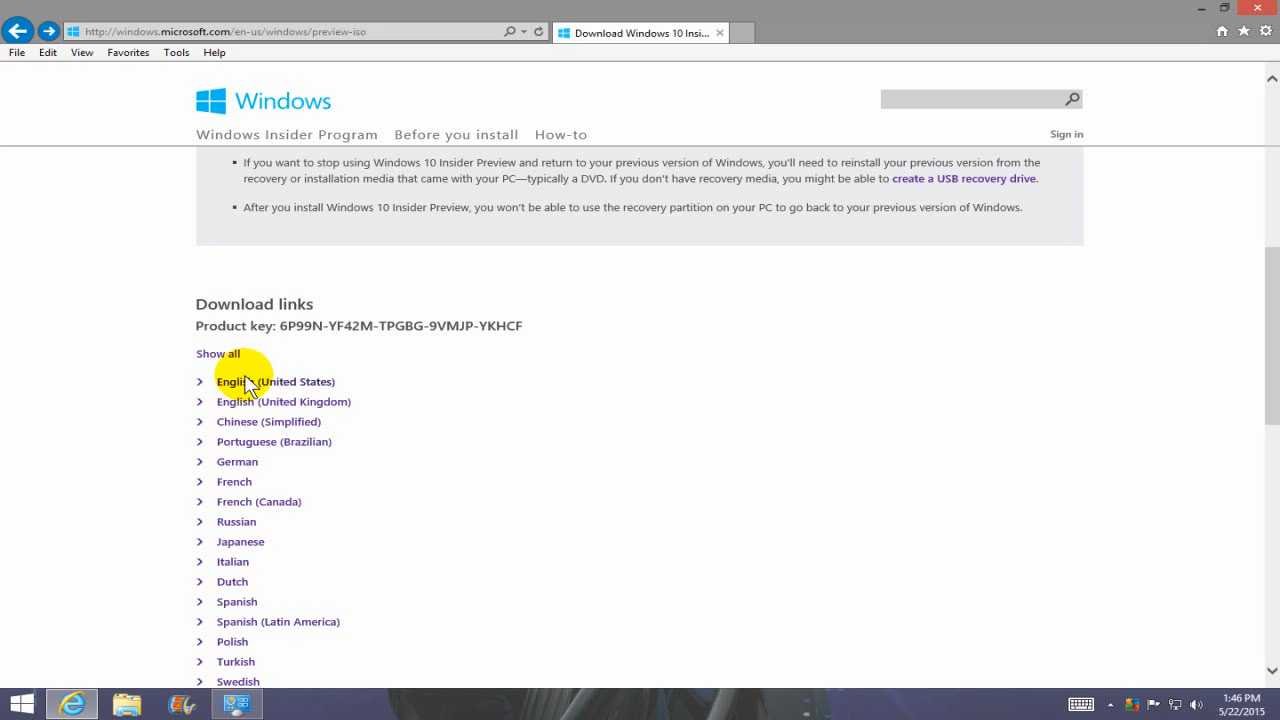 http://windows.microsoft.com/en-us/windows/preview-iso
Download Windows 10 Insi...
File Edit View Favorites Tools Help
Windows
Windows Insider Program Before you install How-to Sign in
If you want to stop using Windows 10 Insider Preview and return to your previous version of Windows, you'll need to reinstall your previous version from the
recovery or installation media that came with your PC—typically a DVD. If you don't have recovery media, you might be able to create a USB recovery drive.
After you install Windows 10 Insider Preview, you won't be able to use the recovery partition on your PC to go back to your previous version of Windows.
Download links
Product key: 6P99N-YF42M-TPGBG-9VMJP-YKHCF
Show all
English (United States)
English (United Kingdom)
Chinese (Simplified)
Portuguese (Brazilian)
German
French
French (Canada)
Russian
Japanese
Italian
Dutch
Spanish
Spanish (Latin America)
Polish
Turkish
Swedish
1:46 PM
5/22/2015